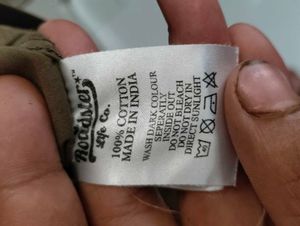 Roadster
Life Co.
100% COTTON
MADE IN INDIA
WASH DARK COLOUR
SEPERATELY
INSIDE OUT
DO NOT BLEACH
DO NOT DRY IN
DIRECT SUNLIGHT